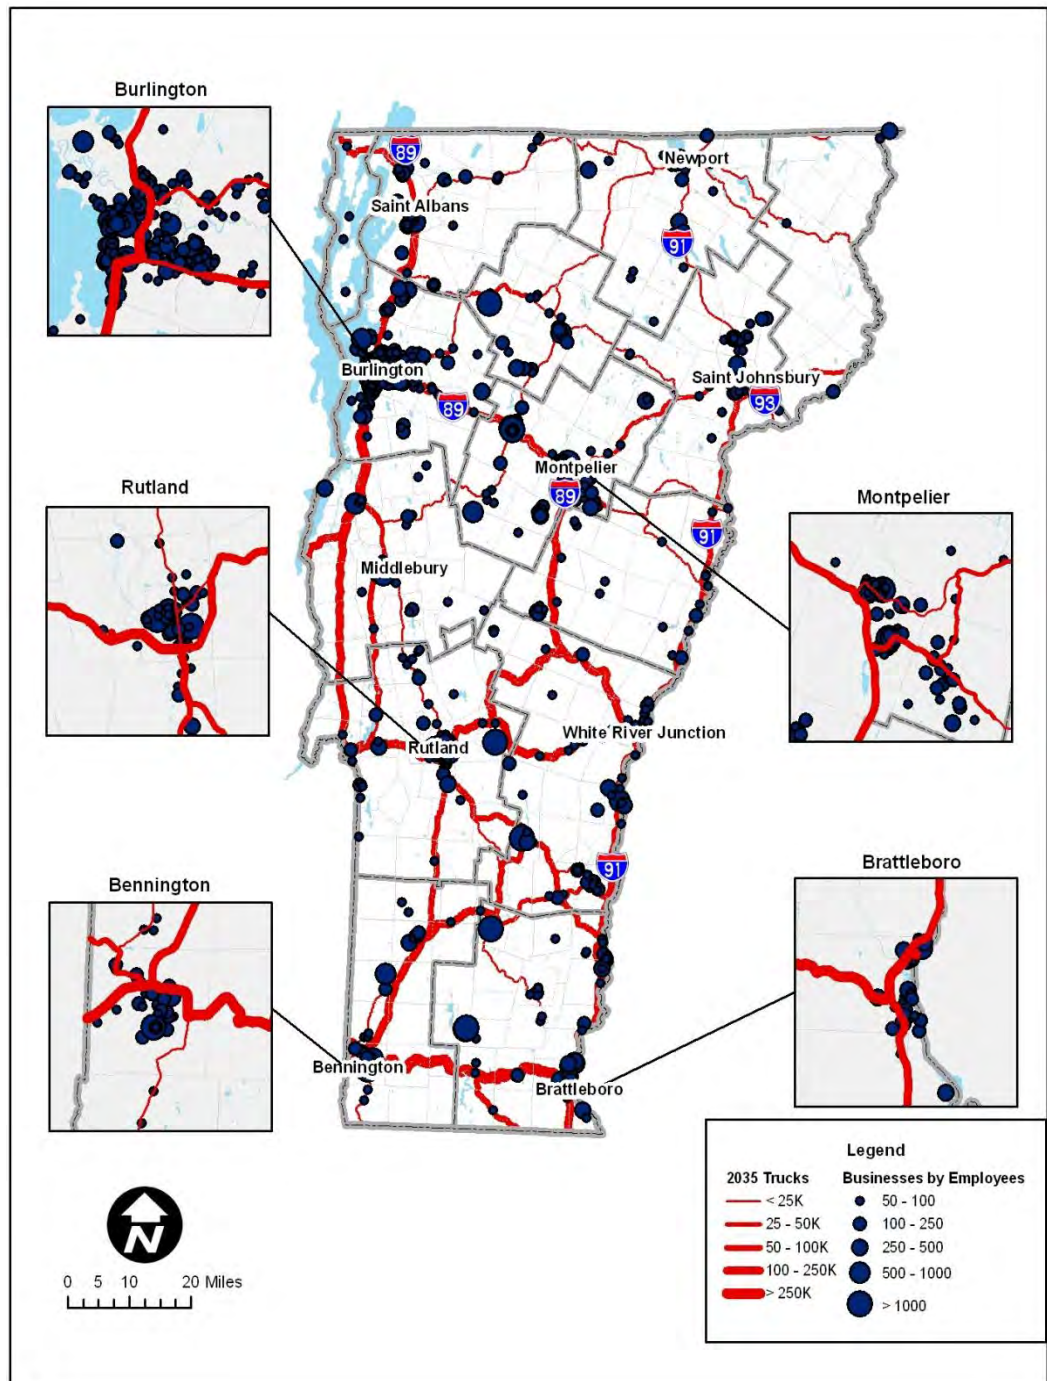 Burlington
89
Newport
Saint Albans
91
Burlington
Saint Johnsbury
89
93
Rutland
Montpelier
89
Montpelier
91
Middlebury
White River Junction
Rutland
Bennington
91
Brattleboro
Bennington
Brattleboro
Legend
2035 Trucks
Businesses by Employees
< 25K
50 - 100
25 - 50K
100 - 250
50 - 100K
250 - 500
100 - 250K
500 - 1000
> 250K
> 1000
N
0 5 10 20 Miles